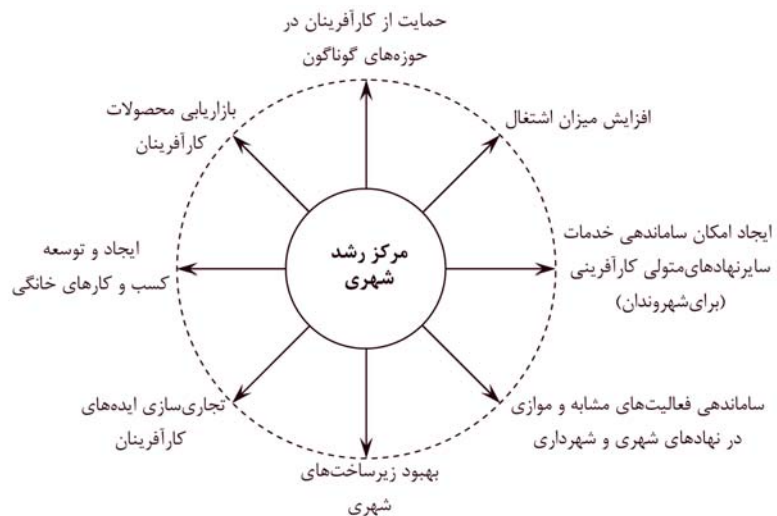 حمایت از کارآفرینان در
حوزه‌های گوناگون
افزایش میزان اشتغال
ایجاد امکان ساماندهی خدمات
سایرنهادهای‌متولی کارآفرینی
(برای‌شهروندان)
ساماندهی فعالیت‌های مشابه و موازی
در نهادهای شهری و شهرداری
بهبود زیرساخت‌های
شهری
تجاری‌سازی ایده‌های
کارآفرینان
ایجاد و توسعه
کسب و کارهای خانگی
بازاریابی محصولات
کارآفرینان
مرکز رشد
شهری